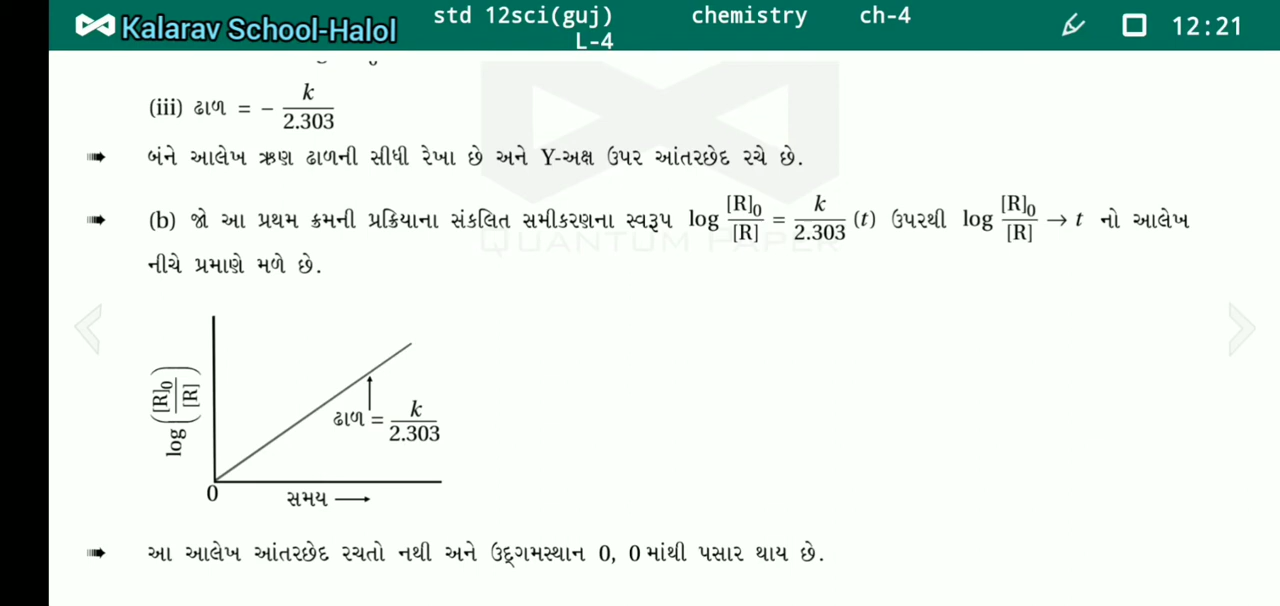 Kalarav School-Halol
std 12sci(guj) chemistry ch-4
L-4
12:21
(iii) ઢાળ = - k/2.303
બંને આલેખ ઋણ ઢાળની સીધી રેખા છે અને Y-અક્ષ ઉપર આંતરછેદ રચે છે.
(b) જો આ પ્રથમ ક્રમની પ્રક્રિયાના સંકલિત સમીકરણના સ્વરૂપ log [R]₀/[R] = k/2.303 (t) ઉપરથી log [R]₀/[R] → t નો આલેખ
નીચે પ્રમાણે મળે છે.
QUANTUM PAPER
log ([R]₀/[R])
ઢાળ = k/2.303
0
સમય →
આ આલેખ આંતરછેદ રચતો નથી અને ઉદ્ગમસ્થાન 0, 0 માંથી પસાર થાય છે.